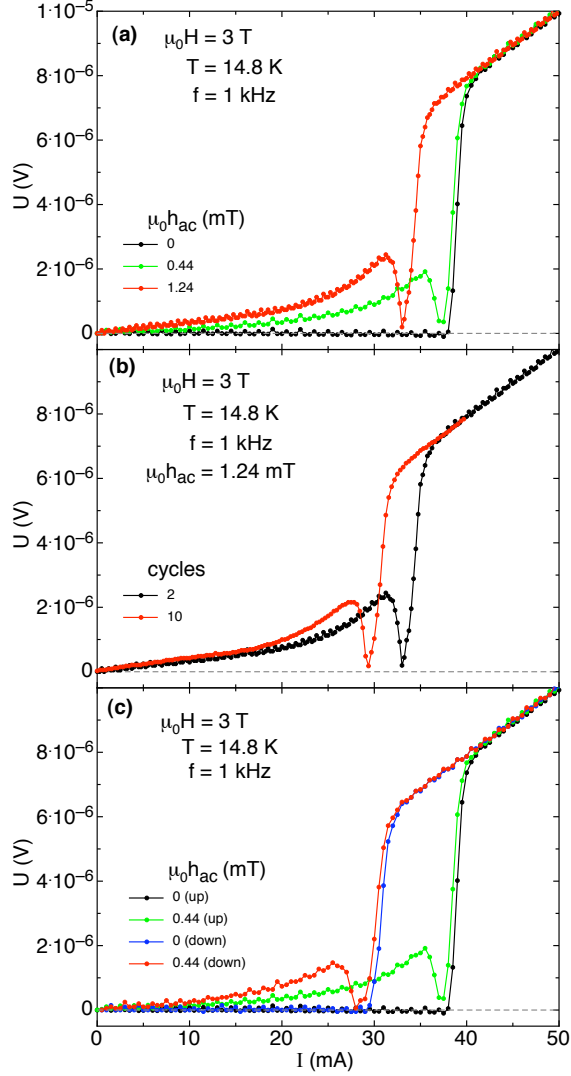 1·10⁻⁵
8·10⁻⁶
6·10⁻⁶
4·10⁻⁶
2·10⁻⁶
0
U (V)
(a)
μ₀H = 3 T
T = 14.8 K
f = 1 kHz
μ₀hac (mT)
0
0.44
1.24
8·10⁻⁶
6·10⁻⁶
4·10⁻⁶
2·10⁻⁶
0
U (V)
(b)
μ₀H = 3 T
T = 14.8 K
f = 1 kHz
μ₀hac = 1.24 mT
cycles
2
10
8·10⁻⁶
6·10⁻⁶
4·10⁻⁶
2·10⁻⁶
0
U (V)
(c)
μ₀H = 3 T
T = 14.8 K
f = 1 kHz
μ₀hac (mT)
0 (up)
0.44 (up)
0 (down)
0.44 (down)
0 10 20 30 40 50
I (mA)